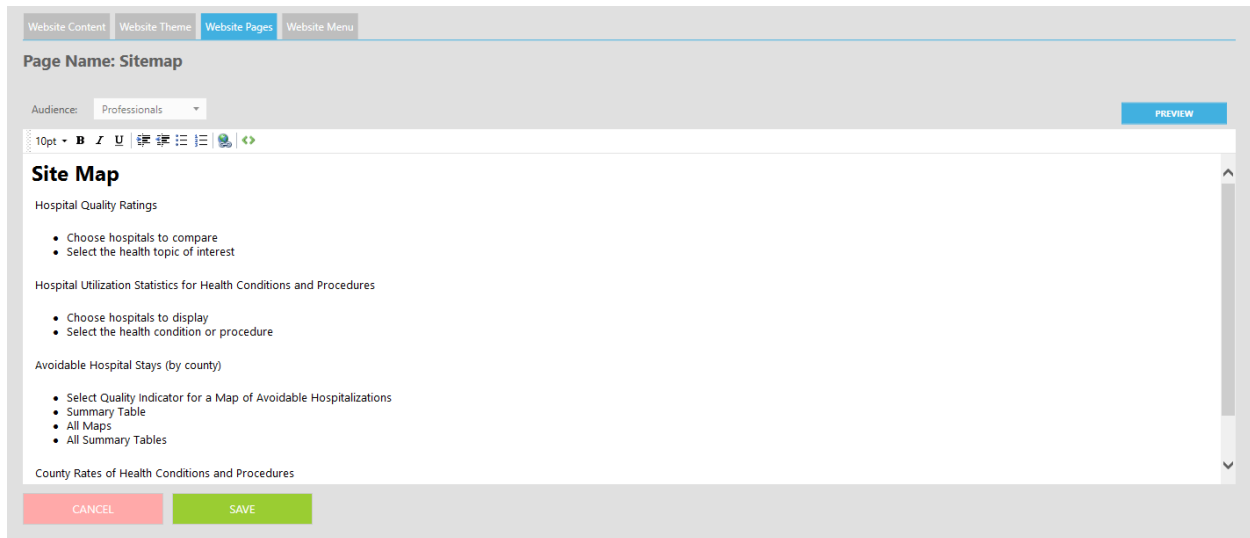 Website Content Website Theme Website Pages Website Menu
Page Name: Sitemap
Audience: Professionals
PREVIEW
10pt B I U
Site Map
Hospital Quality Ratings
• Choose hospitals to compare
• Select the health topic of interest
Hospital Utilization Statistics for Health Conditions and Procedures
• Choose hospitals to display
• Select the health condition or procedure
Avoidable Hospital Stays (by county)
• Select Quality Indicator for a Map of Avoidable Hospitalizations
• Summary Table
• All Maps
• All Summary Tables
County Rates of Health Conditions and Procedures
CANCEL SAVE